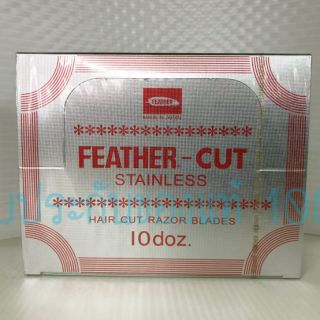 FEATHER
MADE IN JAPAN
****************
FEATHER-CUT
STAINLESS
****************
HAIR CUT RAZOR BLADES
10doz.